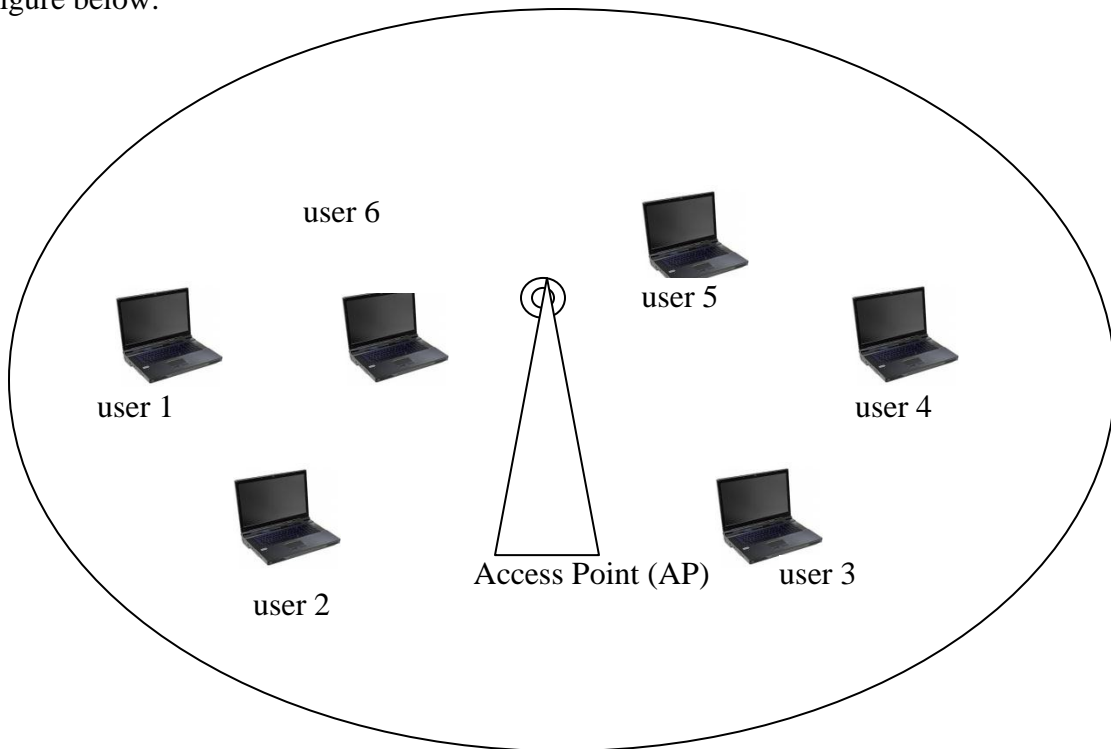 figure below.
user 6
user 5
user 1
user 4
Access Point (AP)
user 3
user 2